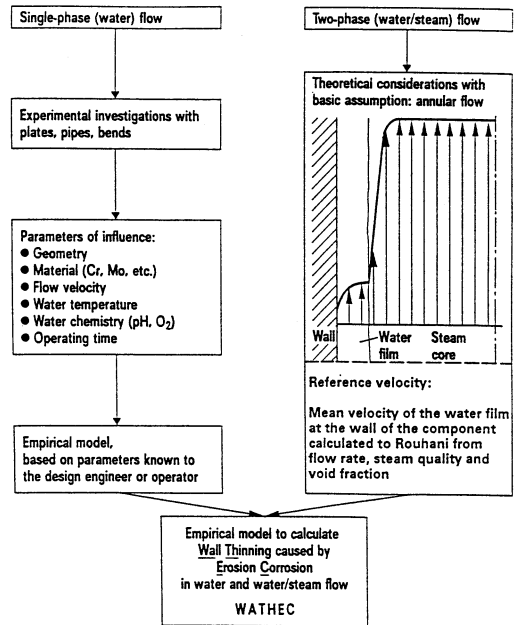 Single-phase (water) flow
Experimental investigations with
plates, pipes, bends
Parameters of influence:
● Geometry
● Material (Cr, Mo, etc.)
● Flow velocity
● Water temperature
● Water chemistry (pH, O₂)
● Operating time
Empirical model,
based on parameters known to
the design engineer or operator
Two-phase (water/steam) flow
Theoretical considerations with
basic assumption: annular flow
Wall
Water
film
Steam
core
Reference velocity:
Mean velocity of the water film
at the wall of the component
calculated to Rouhani from
flow rate, steam quality and
void fraction
Empirical model to calculate
Wall Thinning caused by
Erosion Corrosion
in water and water/steam flow
WATHEC